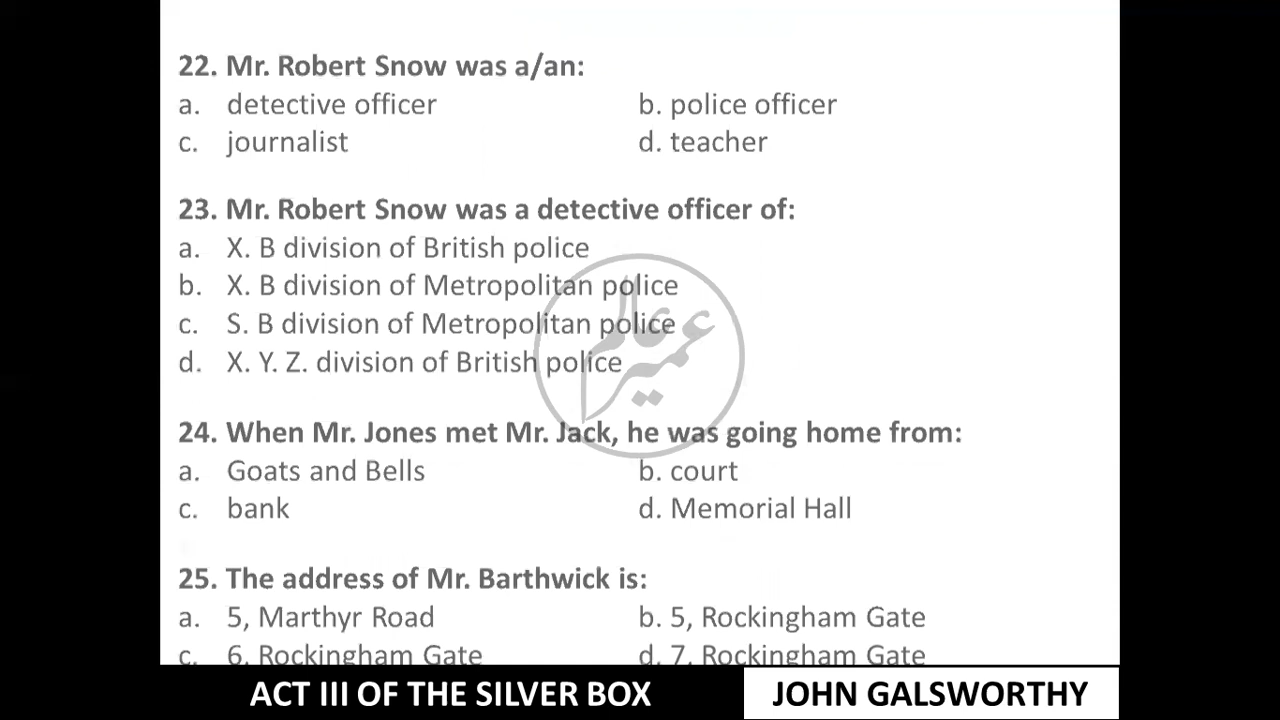 22. Mr. Robert Snow was a/an:
a. detective officer b. police officer
c. journalist d. teacher
23. Mr. Robert Snow was a detective officer of:
a. X. B division of British police
b. X. B division of Metropolitan police
c. S. B division of Metropolitan police
d. X. Y. Z. division of British police
عمیر عالم
24. When Mr. Jones met Mr. Jack, he was going home from:
a. Goats and Bells b. court
c. bank d. Memorial Hall
25. The address of Mr. Barthwick is:
a. 5, Marthyr Road b. 5, Rockingham Gate
c. 6, Rockingham Gate d. 7, Rockingham Gate
ACT III OF THE SILVER BOX JOHN GALSWORTHY